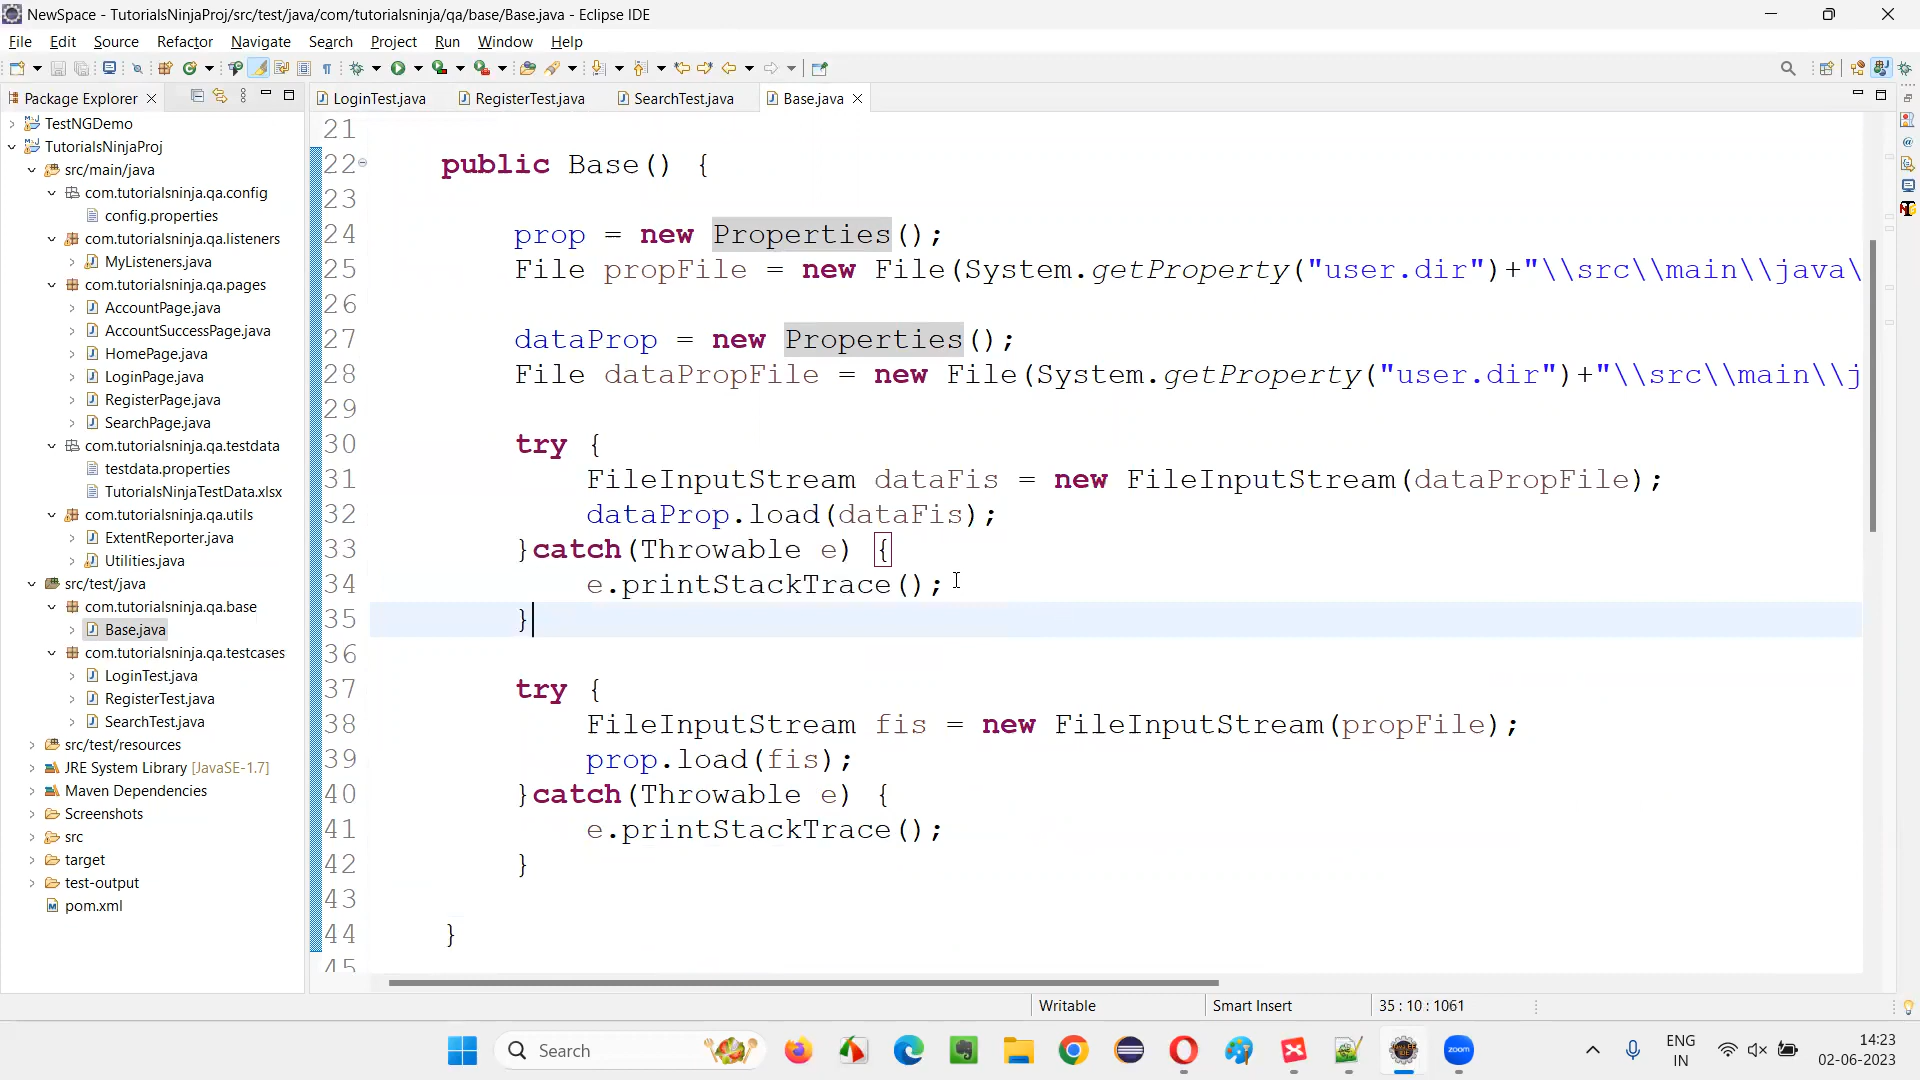 NewSpace - TutorialsNinjaProj/src/test/java/com/tutorialsninja/qa/base/Base.java - Eclipse IDE
File Edit Source Refactor Navigate Search Project Run Window Help
Package Explorer
LoginTest.java RegisterTest.java SearchTest.java Base.java
TestNGDemo
TutorialsNinjaProj
src/main/java
com.tutorialsninja.qa.config
config.properties
com.tutorialsninja.qa.listeners
MyListeners.java
com.tutorialsninja.qa.pages
AccountPage.java
AccountSuccessPage.java
HomePage.java
LoginPage.java
RegisterPage.java
SearchPage.java
com.tutorialsninja.qa.testdata
testdata.properties
TutorialsNinjaTestData.xlsx
com.tutorialsninja.qa.utils
ExtentReporter.java
Utilities.java
src/test/java
com.tutorialsninja.qa.base
Base.java
com.tutorialsninja.qa.testcases
LoginTest.java
RegisterTest.java
SearchTest.java
src/test/resources
JRE System Library [JavaSE-1.7]
Maven Dependencies
Screenshots
src
target
test-output
pom.xml
21
22 public Base() {
23
24 prop = new Properties();
25 File propFile = new File(System.getProperty("user.dir")+"\\src\\main\\java\
26
27 dataProp = new Properties();
28 File dataPropFile = new File(System.getProperty("user.dir")+"\\src\\main\\j
29
30 try {
31 FileInputStream dataFis = new FileInputStream(dataPropFile);
32 dataProp.load(dataFis);
33 }catch(Throwable e) {
34 e.printStackTrace();
35 }
36
37 try {
38 FileInputStream fis = new FileInputStream(propFile);
39 prop.load(fis);
40 }catch(Throwable e) {
41 e.printStackTrace();
42 }
43
44 }
45
Writable Smart Insert 35 : 10 : 1061
Search
zoom
ENG
IN
14:23
02-06-2023